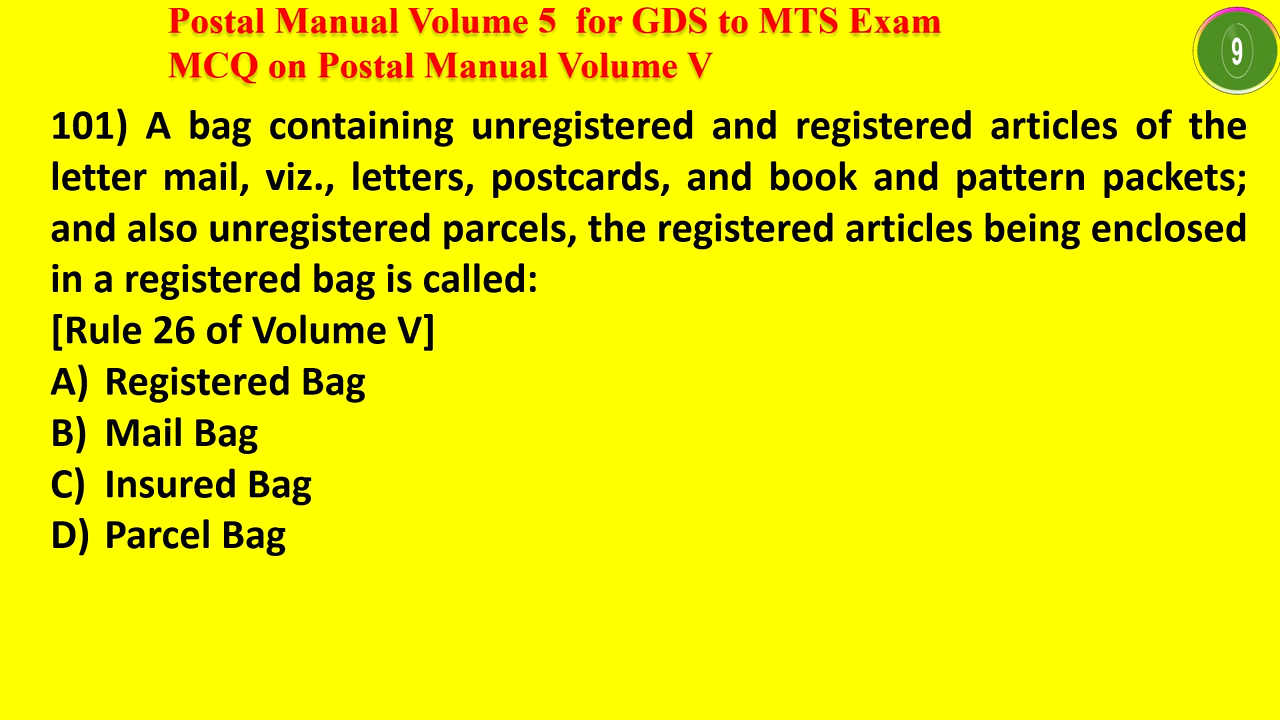 Postal Manual Volume 5 for GDS to MTS Exam
MCQ on Postal Manual Volume V
9
101) A bag containing unregistered and registered articles of the
letter mail, viz., letters, postcards, and book and pattern packets;
and also unregistered parcels, the registered articles being enclosed
in a registered bag is called:
[Rule 26 of Volume V]
A) Registered Bag
B) Mail Bag
C) Insured Bag
D) Parcel Bag